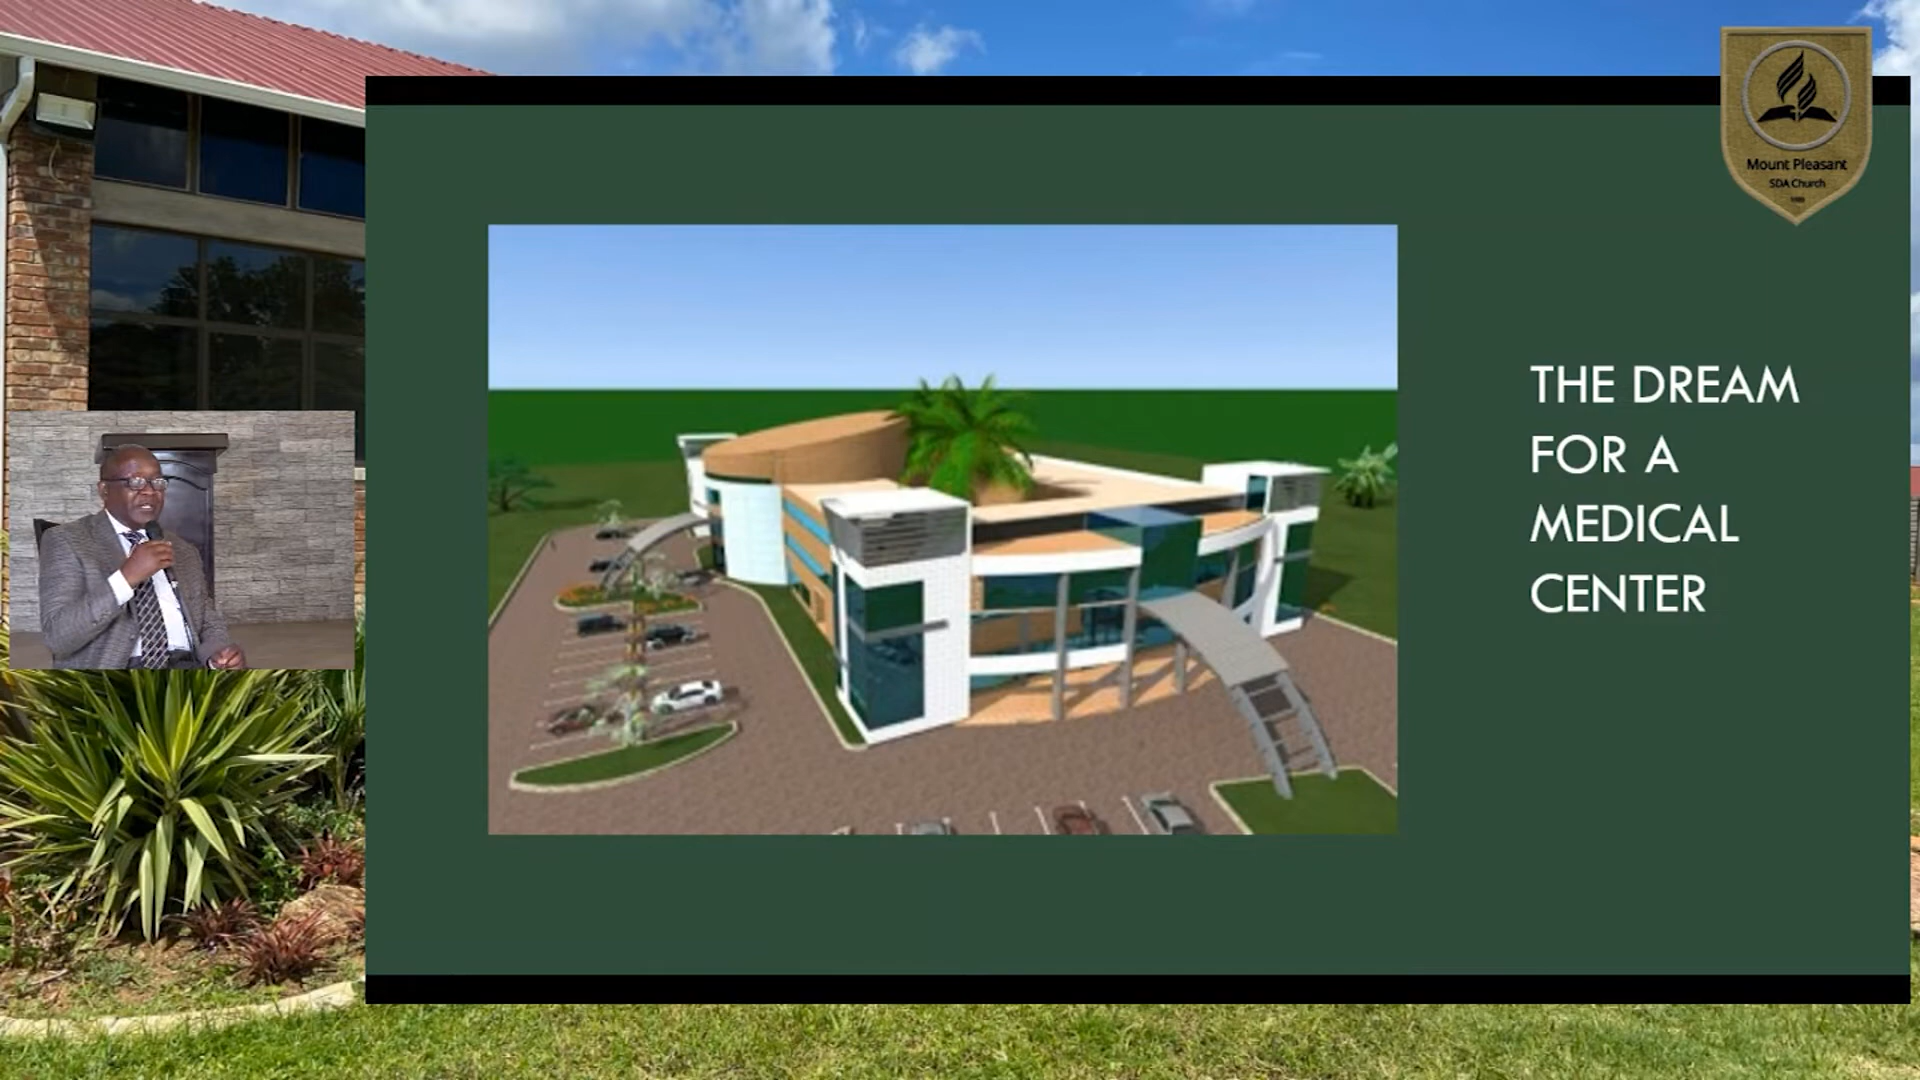 Mount Pleasant
SDA Church
THE DREAM
FOR A
MEDICAL
CENTER